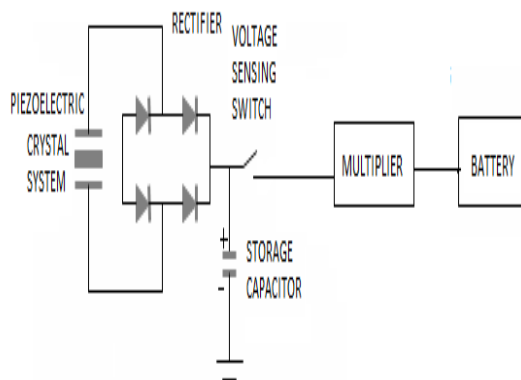 RECTIFIER
VOLTAGE
SENSING
SWITCH
PIEZOELECTRIC
CRYSTAL
SYSTEM
MULTIPLIER
BATTERY
+
-
STORAGE
CAPACITOR